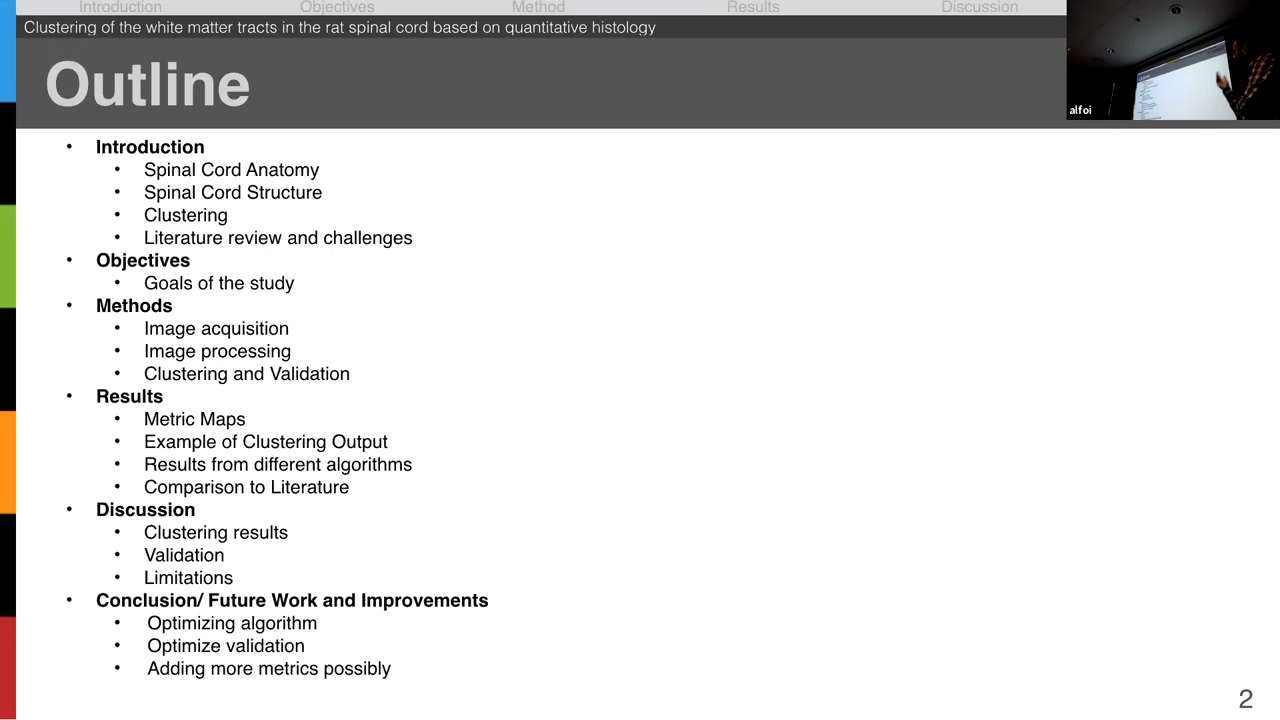 Introduction Objectives Method Results Discussion
Clustering of the white matter tracts in the rat spinal cord based on quantitative histology
Outline
alfoi
• Introduction
• Spinal Cord Anatomy
• Spinal Cord Structure
• Clustering
• Literature review and challenges
• Objectives
• Goals of the study
• Methods
• Image acquisition
• Image processing
• Clustering and Validation
• Results
• Metric Maps
• Example of Clustering Output
• Results from different algorithms
• Comparison to Literature
• Discussion
• Clustering results
• Validation
• Limitations
• Conclusion/ Future Work and Improvements
• Optimizing algorithm
• Optimize validation
• Adding more metrics possibly
2